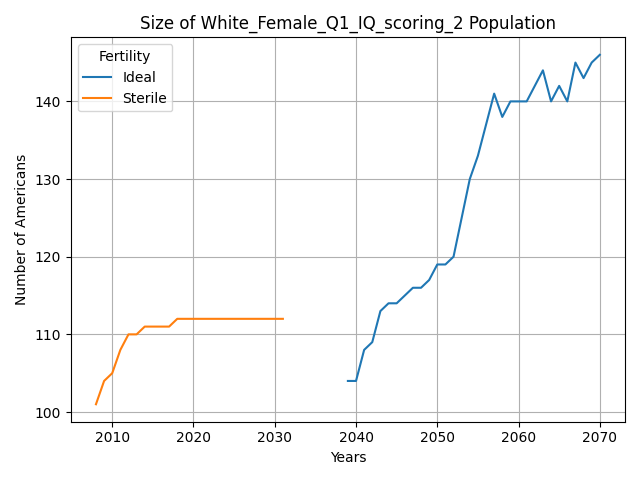 Size of White_Female_Q1_IQ_scoring_2 Population
Fertility
Ideal
Sterile
Number of Americans
140
130
120
110
100
2010 2020 2030 2040 2050 2060 2070
Years